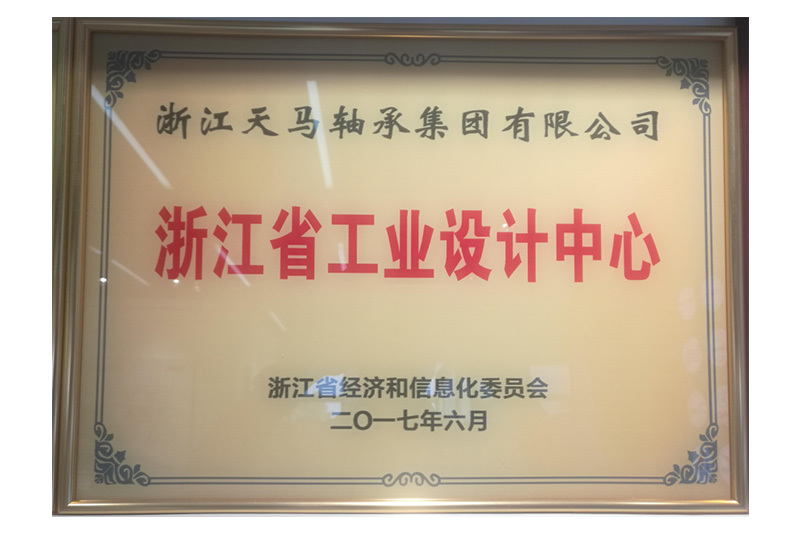 浙江天马轴承集团有限公司
浙江省工业设计中心
浙江省经济和信息化委员会
二〇一七年六月